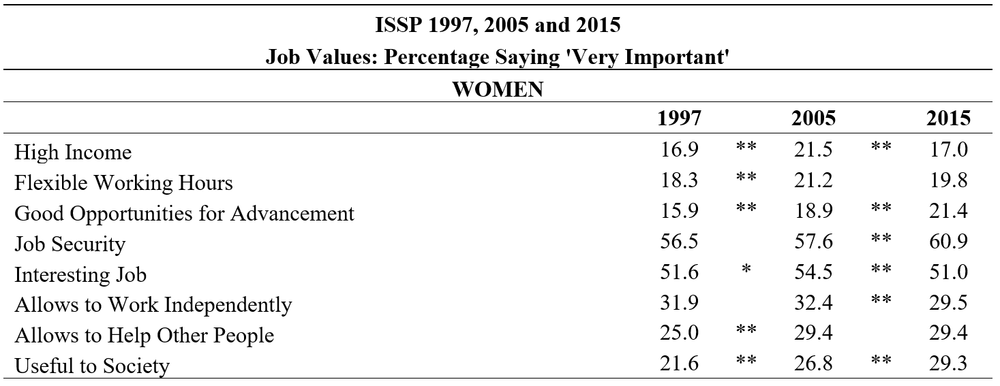 ISSP 1997, 2005 and 2015
Job Values: Percentage Saying 'Very Important'
WOMEN
1997 2005 2015
High Income 16.9 ** 21.5 ** 17.0
Flexible Working Hours 18.3 ** 21.2 19.8
Good Opportunities for Advancement 15.9 ** 18.9 ** 21.4
Job Security 56.5 57.6 ** 60.9
Interesting Job 51.6 * 54.5 ** 51.0
Allows to Work Independently 31.9 32.4 ** 29.5
Allows to Help Other People 25.0 ** 29.4 29.4
Useful to Society 21.6 ** 26.8 ** 29.3